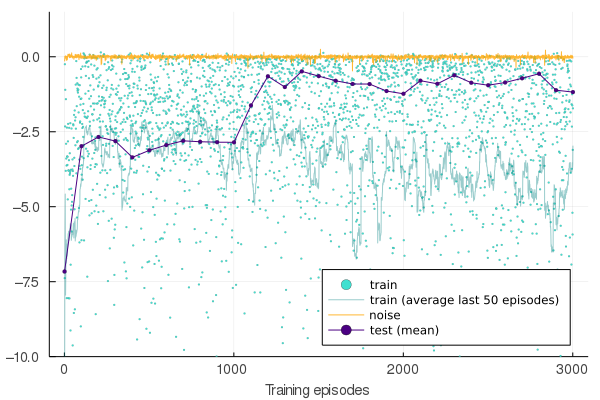 0.0
−2.5
−5.0
−7.5
−10.0
0
1000
2000
3000
Training episodes
train
train (average last 50 episodes)
noise
test (mean)